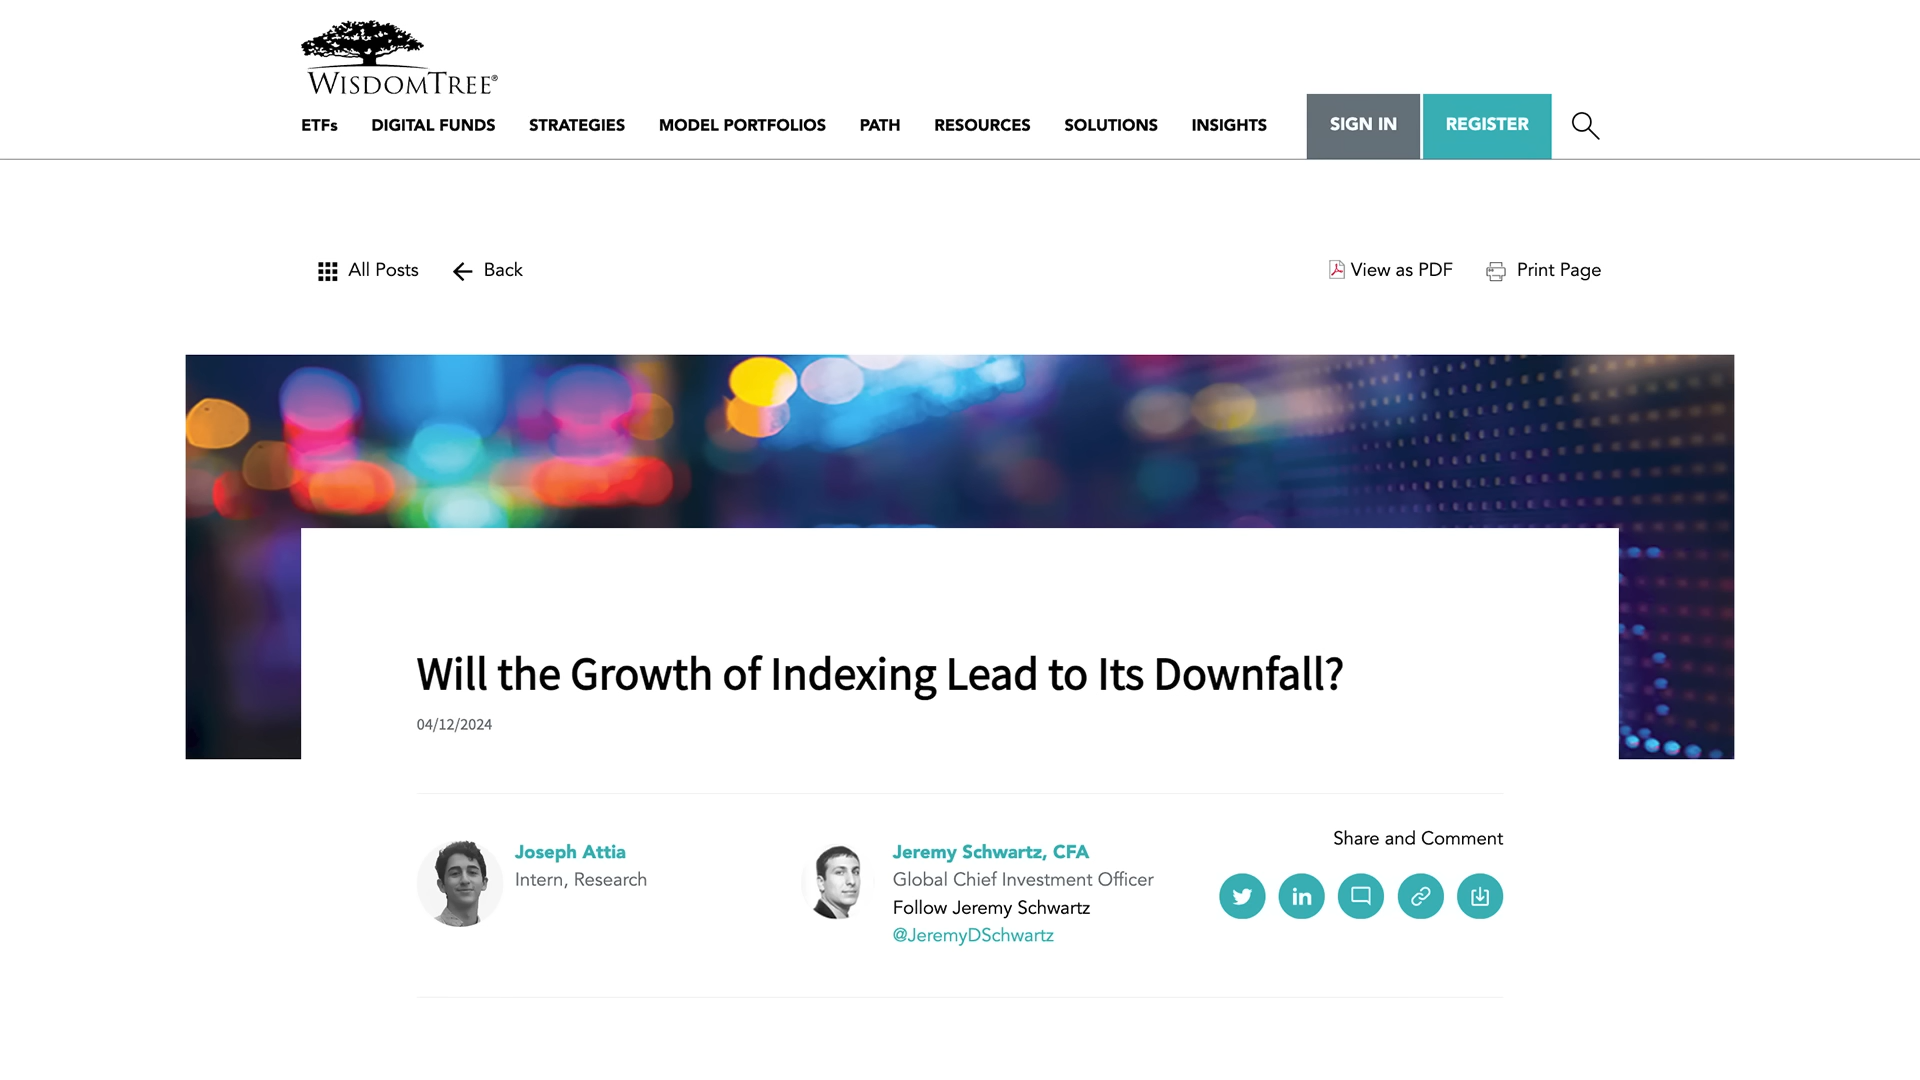 WISDOMTREE®
ETFs DIGITAL FUNDS STRATEGIES MODEL PORTFOLIOS PATH RESOURCES SOLUTIONS INSIGHTS SIGN IN REGISTER
All Posts Back View as PDF Print Page
Will the Growth of Indexing Lead to Its Downfall?
04/12/2024
Joseph Attia
Intern, Research
Jeremy Schwartz, CFA
Global Chief Investment Officer
Follow Jeremy Schwartz
@JeremyDSchwartz
Share and Comment
in